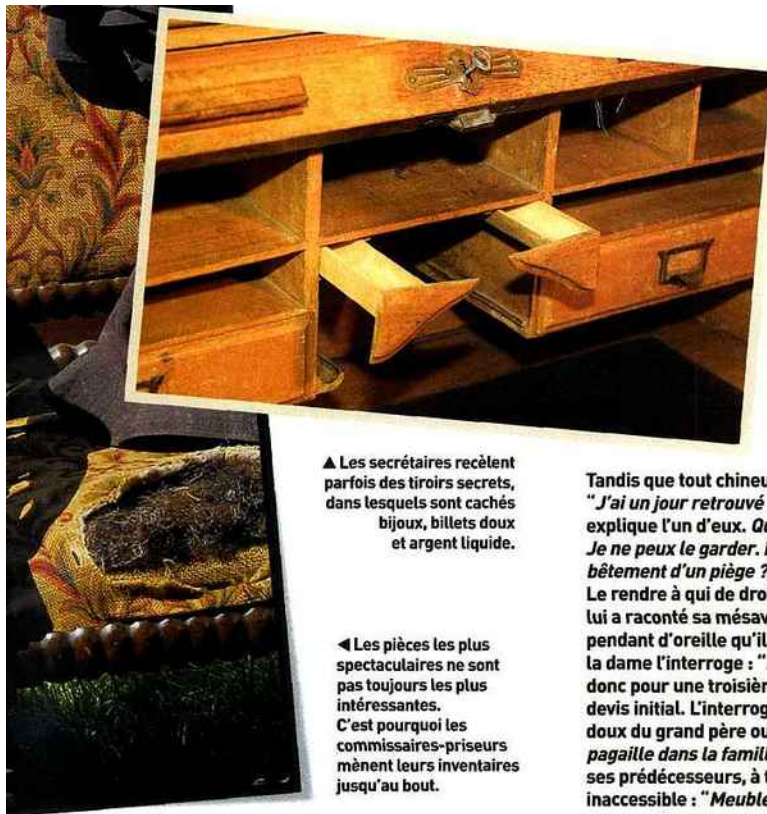 ▲ Les secrétaires recèlent
parfois des tiroirs secrets,
dans lesquels sont cachés
bijoux, billets doux
et argent liquide.
◀ Les pièces les plus
spectaculaires ne sont
pas toujours les plus
intéressantes.
C'est pourquoi les
commissaires-priseurs
mènent leurs inventaires
jusqu'au bout.
Tandis que tout chineu
"J'ai un jour retrouvé
explique l'un d'eux. Qu
Je ne peux le garder.
bêtement d'un piège ?
Le rendre à qui de dro
lui a raconté sa mésav
pendant d'oreille qu'il
la dame l'interroge : "
donc pour une troisièm
devis initial. L'interrog
doux du grand père ou
pagaille dans la famill
ses prédécesseurs, à t
inaccessible : "Meuble